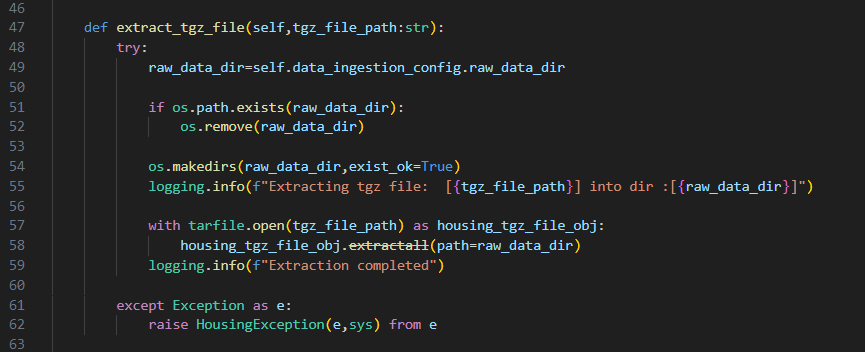 46
47 def extract_tgz_file(self,tgz_file_path:str):
48 try:
49 raw_data_dir=self.data_ingestion_config.raw_data_dir
50
51 if os.path.exists(raw_data_dir):
52 os.remove(raw_data_dir)
53
54 os.makedirs(raw_data_dir,exist_ok=True)
55 logging.info(f"Extracting tgz file:  [{tgz_file_path}] into dir :[{raw_data_dir}]")
56
57 with tarfile.open(tgz_file_path) as housing_tgz_file_obj:
58 housing_tgz_file_obj.extractall(path=raw_data_dir)
59 logging.info(f"Extraction completed")
60
61 except Exception as e:
62 raise HousingException(e,sys) from e
63